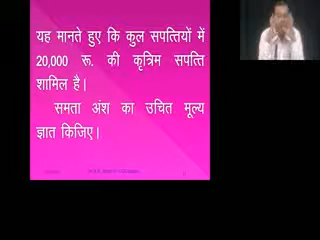 यह मानते हुए कि कुल सपत्तियों में
20,000 रू. की कृत्रिम सपत्ति
शामिल है।
समता अंश का उचित मूल्य
ज्ञात किजिए।